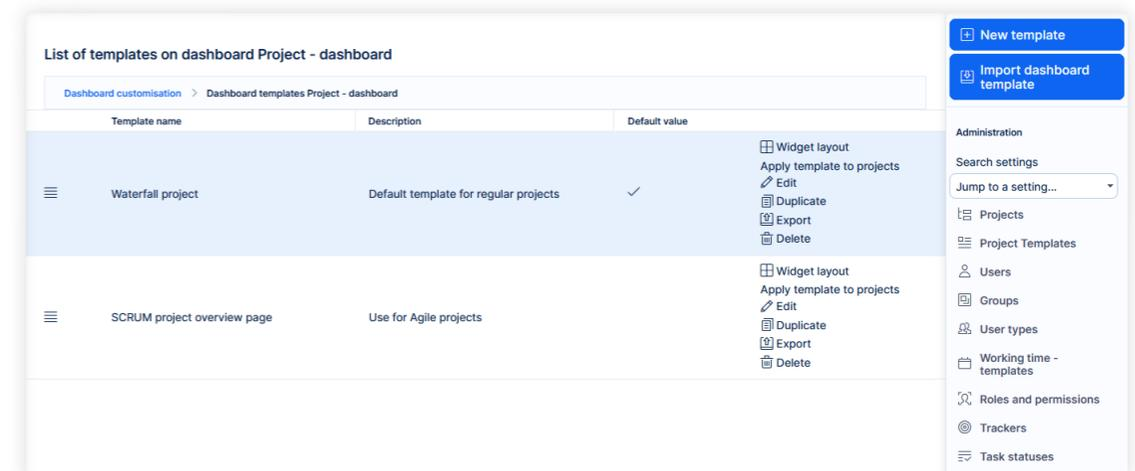 List of templates on dashboard Project - dashboard
Dashboard customisation > Dashboard templates Project - dashboard
Template name Description Default value
Waterfall project Default template for regular projects
Widget layout
Apply template to projects
Edit
Duplicate
Export
Delete
SCRUM project overview page Use for Agile projects
Widget layout
Apply template to projects
Edit
Duplicate
Export
Delete
New template
Import dashboard
template
Administration
Search settings
Jump to a setting...
Projects
Project Templates
Users
Groups
User types
Working time -
templates
Roles and permissions
Trackers
Task statuses